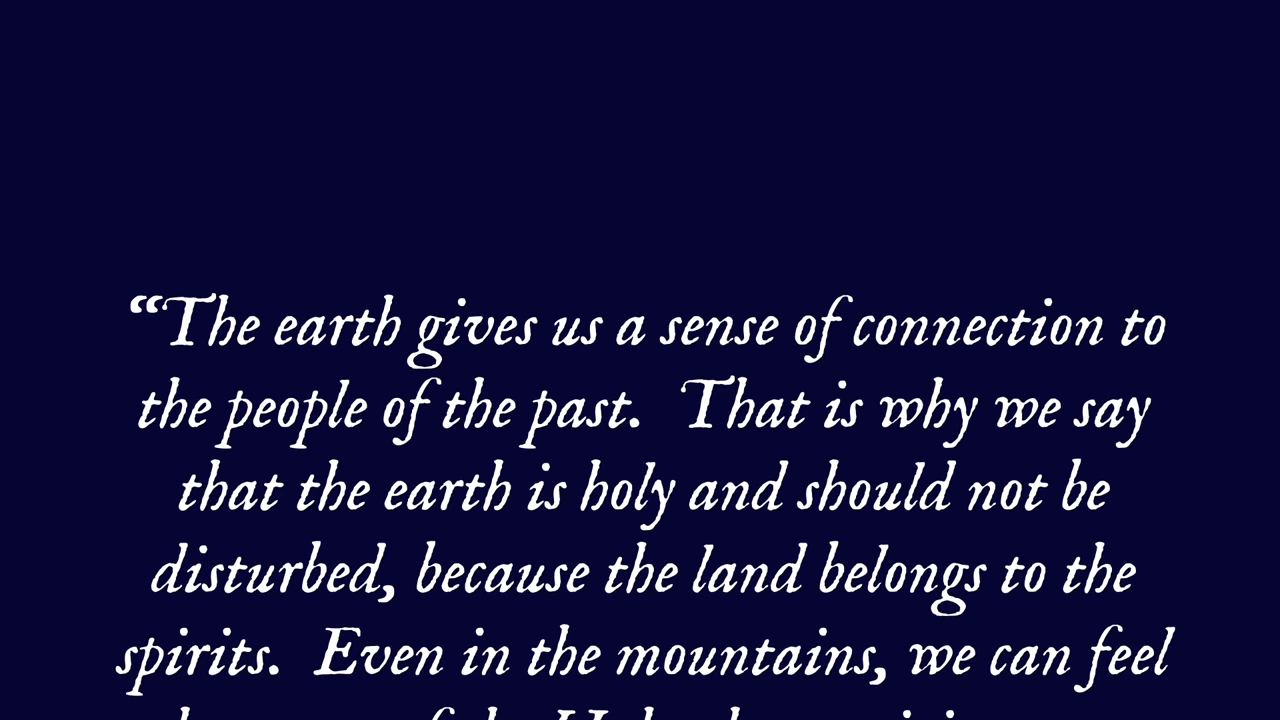 “The earth gives us a sense of connection to
the people of the past.  That is why we say
that the earth is holy and should not be
disturbed, because the land belongs to the
spirits.  Even in the mountains, we can feel